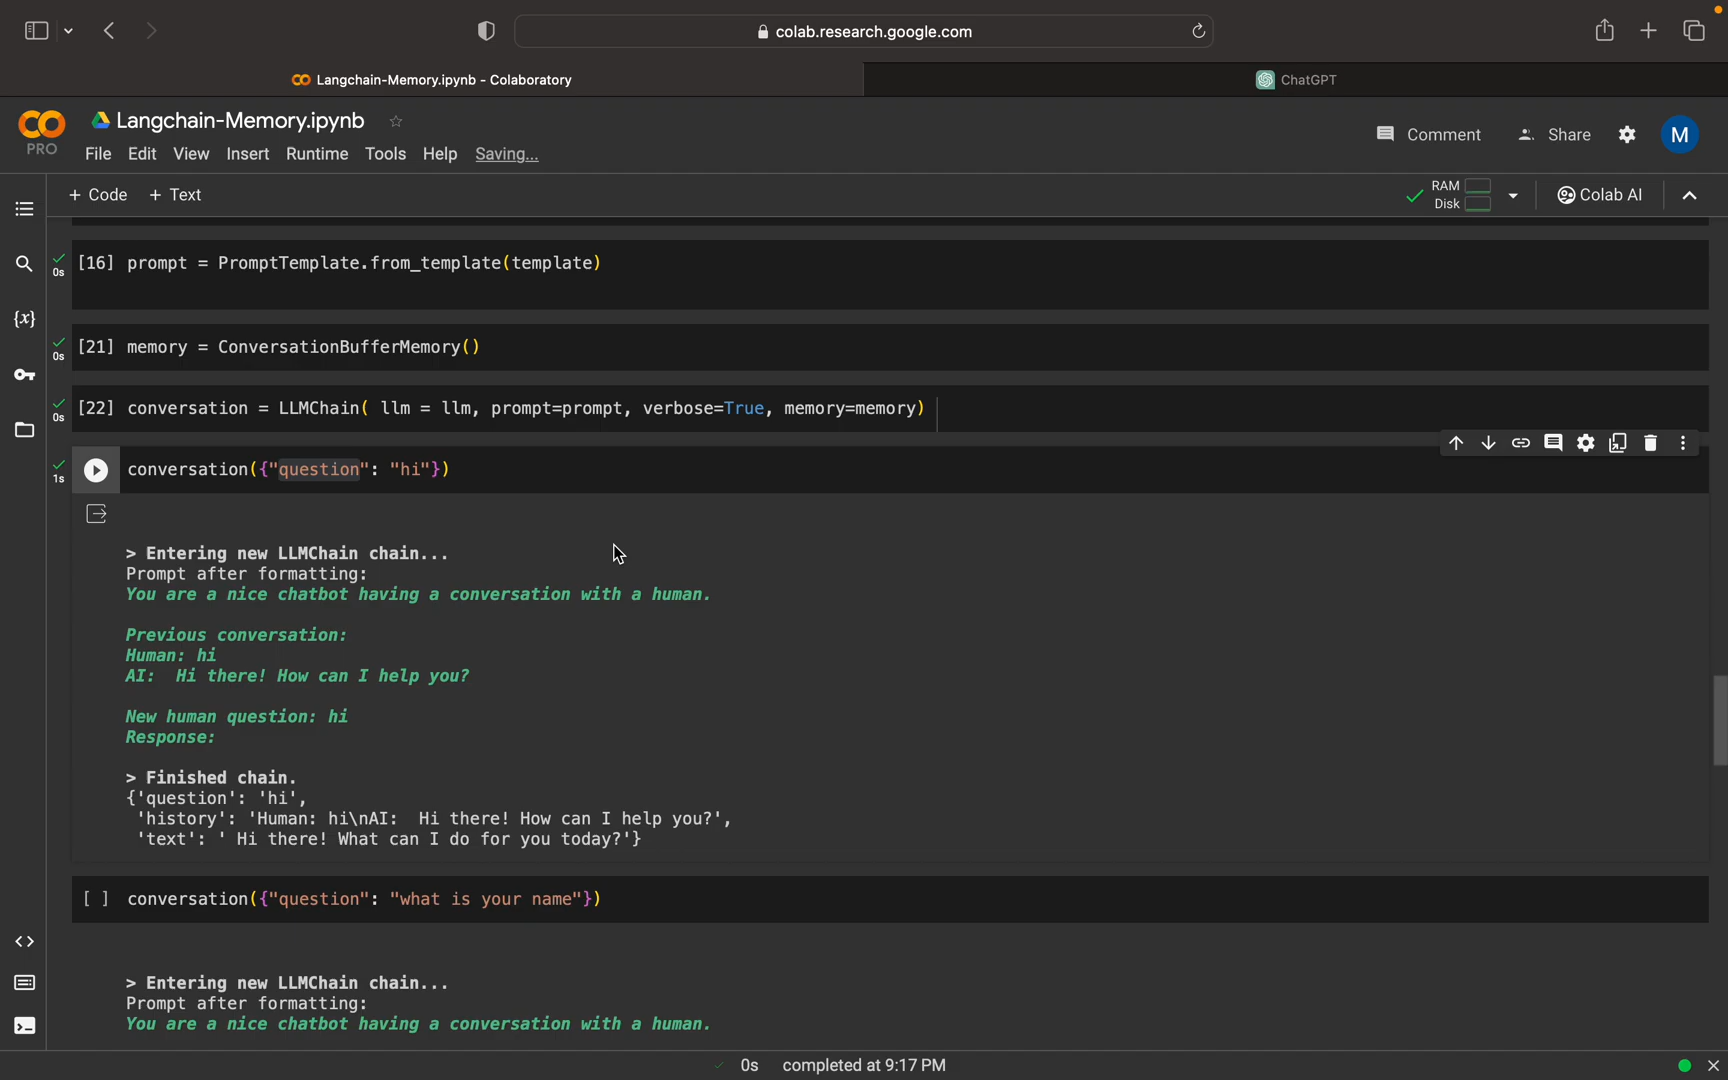 colab.research.google.com
Langchain-Memory.ipynb - Colaboratory
ChatGPT
Langchain-Memory.ipynb
PRO
File Edit View Insert Runtime Tools Help Saving...
Comment Share M
+ Code + Text
RAM
Disk
Colab AI
0s [16] prompt = PromptTemplate.from_template(template)
0s [21] memory = ConversationBufferMemory()
0s [22] conversation = LLMChain( llm = llm, prompt=prompt, verbose=True, memory=memory)
1s conversation({"question": "hi"})
> Entering new LLMChain chain...
Prompt after formatting:
You are a nice chatbot having a conversation with a human.
Previous conversation:
Human: hi
AI:  Hi there! How can I help you?
New human question: hi
Response:
> Finished chain.
{'question': 'hi',
 'history': 'Human: hi\nAI:  Hi there! How can I help you?',
 'text': ' Hi there! What can I do for you today?'}
[ ] conversation({"question": "what is your name"})
> Entering new LLMChain chain...
Prompt after formatting:
You are a nice chatbot having a conversation with a human.
0s completed at 9:17 PM